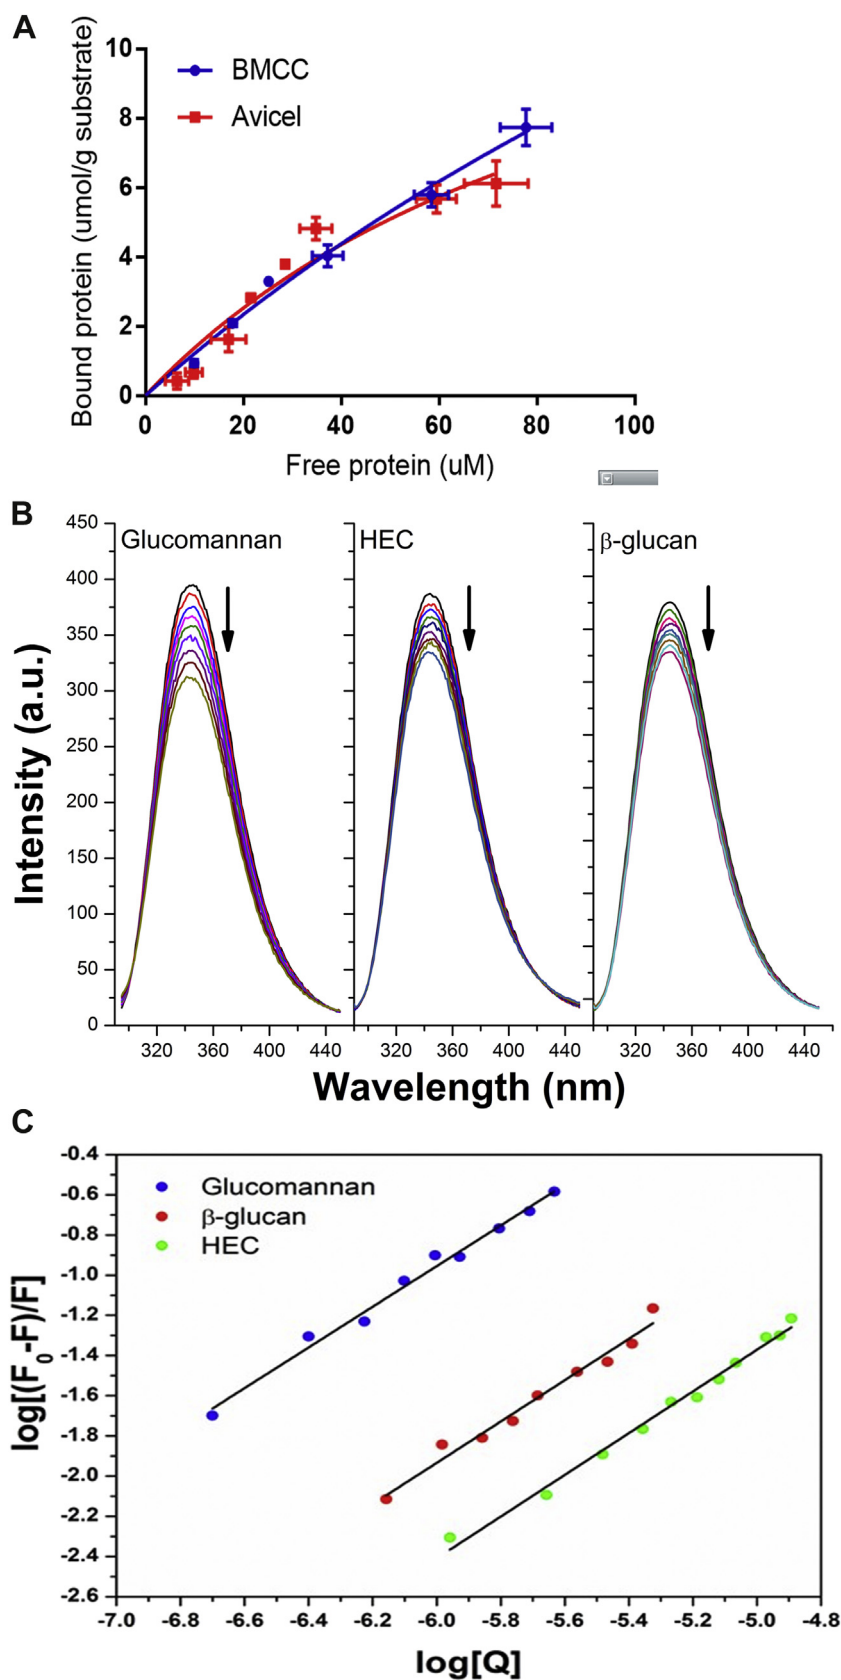 A
10
BMCC
Avicel
8
6
4
2
0
Bound protein (umol/g substrate)
0 20 40 60 80 100
Free protein (uM)
B
450
400
350
300
250
200
150
100
50
0
Glucomannan HEC β-glucan
Intensity (a.u.)
320 360 400 440 320 360 400 440 320 360 400 440
Wavelength (nm)
C
-0.4
-0.6
-0.8
-1.0
-1.2
-1.4
-1.6
-1.8
-2.0
-2.2
-2.4
-2.6
Glucomannan
β-glucan
HEC
log[(F0-F)/F]
-7.0 -6.8 -6.6 -6.4 -6.2 -6.0 -5.8 -5.6 -5.4 -5.2 -5.0 -4.8
log[Q]